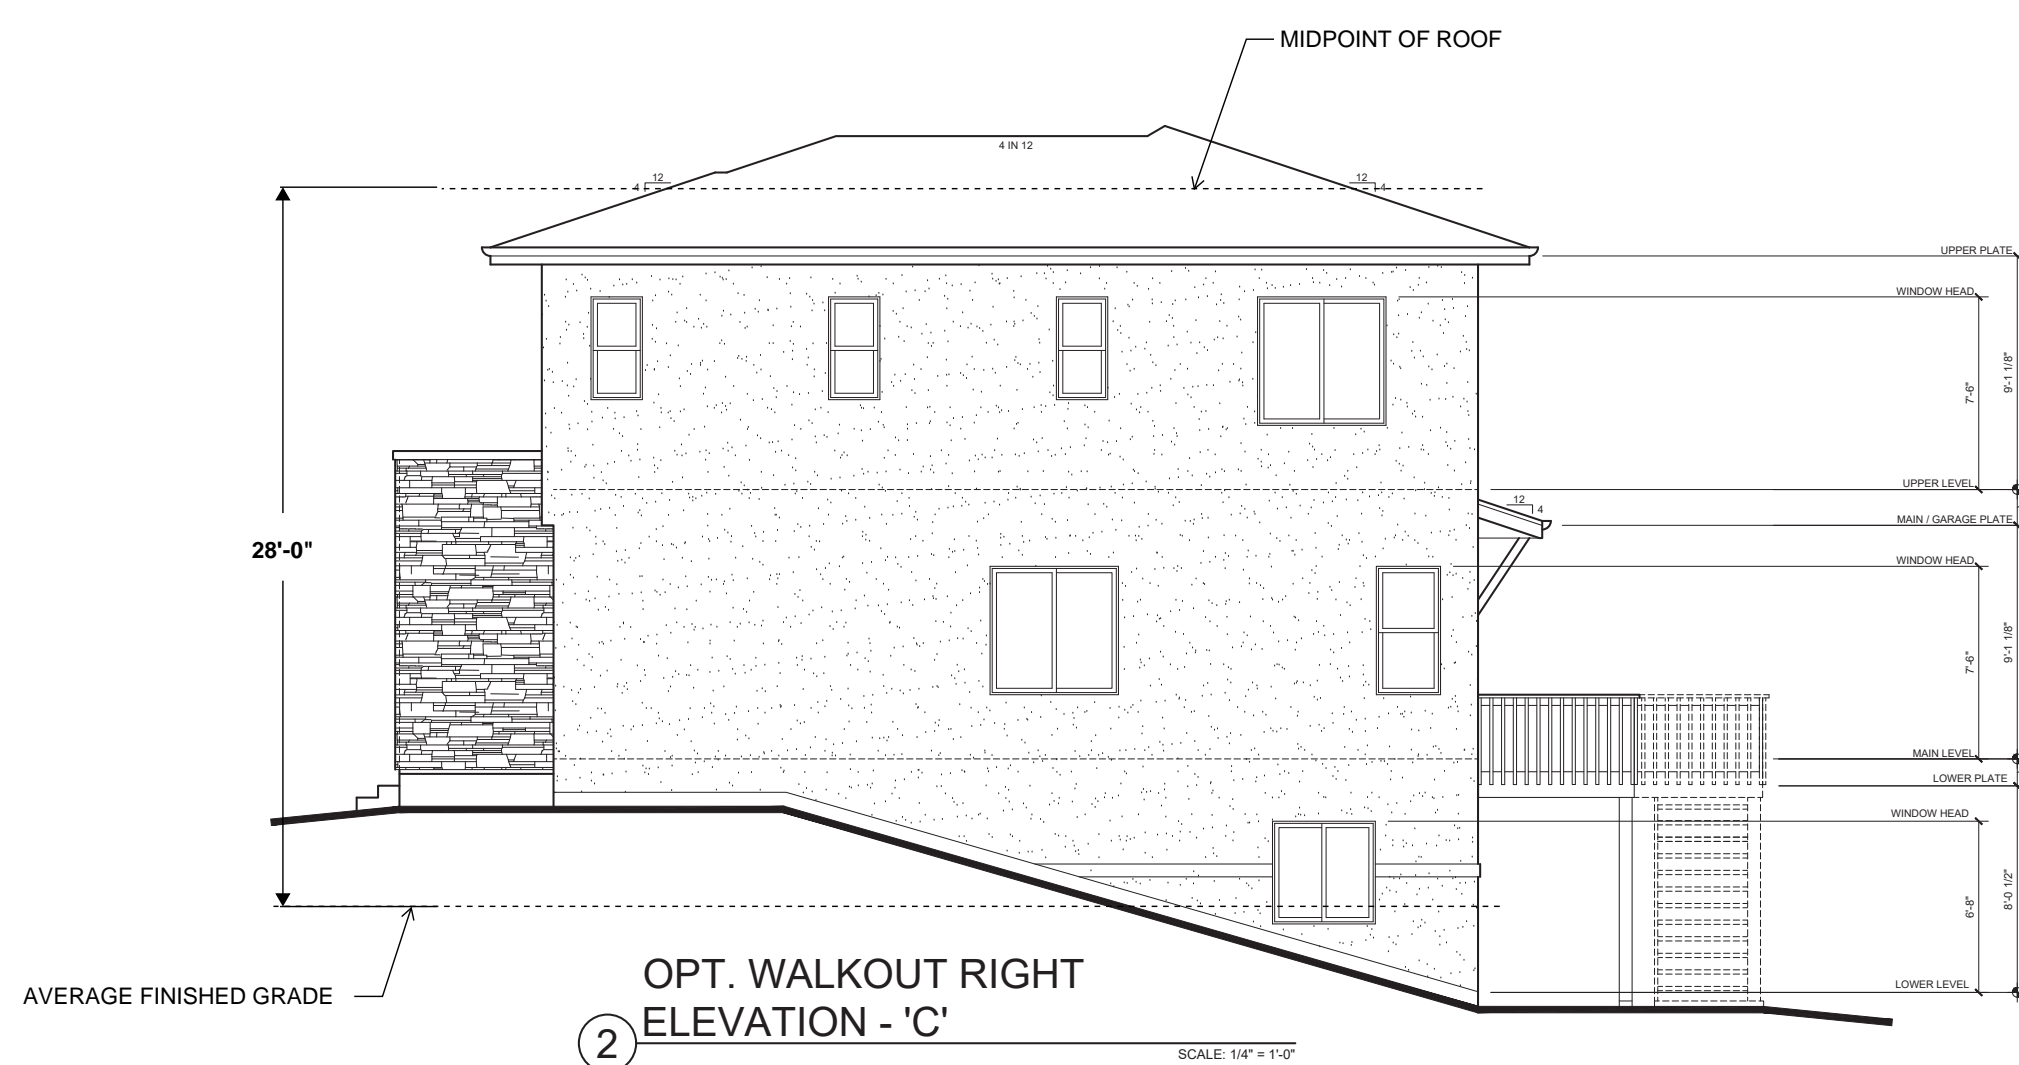 MIDPOINT OF ROOF
4 IN 12
12
4
12
4
UPPER PLATE
WINDOW HEAD
9'-1 1/8"
7'-6"
UPPER LEVEL
12
4
MAIN / GARAGE PLATE
28'-0"
WINDOW HEAD
9'-1 1/8"
7'-6"
MAIN LEVEL
LOWER PLATE
WINDOW HEAD
8'-0 1/2"
6'-8"
LOWER LEVEL
AVERAGE FINISHED GRADE
OPT. WALKOUT RIGHT
ELEVATION - 'C'
2
SCALE: 1/4" = 1'-0"